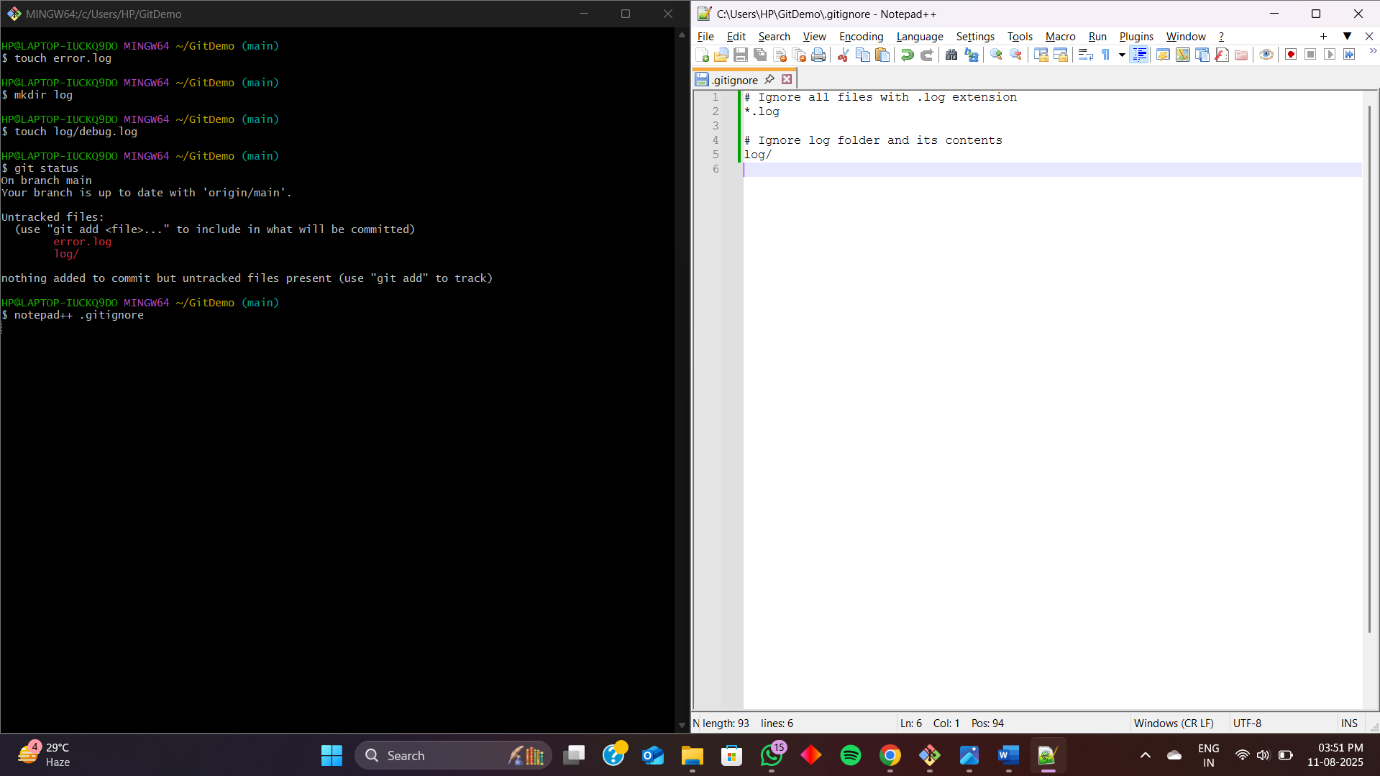 MINGW64:/c/Users/HP/GitDemo
HP@LAPTOP-IUCKQ9DO MINGW64 ~/GitDemo (main)
$ touch error.log
HP@LAPTOP-IUCKQ9DO MINGW64 ~/GitDemo (main)
$ mkdir log
HP@LAPTOP-IUCKQ9DO MINGW64 ~/GitDemo (main)
$ touch log/debug.log
HP@LAPTOP-IUCKQ9DO MINGW64 ~/GitDemo (main)
$ git status
On branch main
Your branch is up to date with 'origin/main'.
Untracked files:
(use "git add <file>..." to include in what will be committed)
error.log
log/
nothing added to commit but untracked files present (use "git add" to track)
HP@LAPTOP-IUCKQ9DO MINGW64 ~/GitDemo (main)
$ notepad++ .gitignore
C:\Users\HP\GitDemo\.gitignore - Notepad++
File Edit Search View Encoding Language Settings Tools Macro Run Plugins Window ? + ▼ ×
.gitignore
1 # Ignore all files with .log extension
2 *.log
3
4 # Ignore log folder and its contents
5 log/
6
N length: 93 lines: 6 Ln: 6 Col: 1 Pos: 94 Windows (CR LF) UTF-8 INS
4
29°C
Haze
Search
15
ENG
IN
03:51 PM
11-08-2025